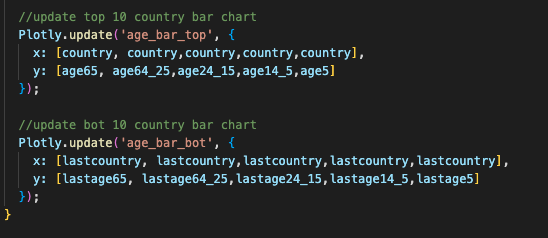 //update top 10 country bar chart
Plotly.update('age_bar_top', {
x: [country, country,country,country,country],
y: [age65, age64_25,age24_15,age14_5,age5]
});
//update bot 10 country bar chart
Plotly.update('age_bar_bot', {
x: [lastcountry, lastcountry,lastcountry,lastcountry,lastcountry],
y: [lastage65, lastage64_25,lastage24_15,lastage14_5,lastage5]
});
}